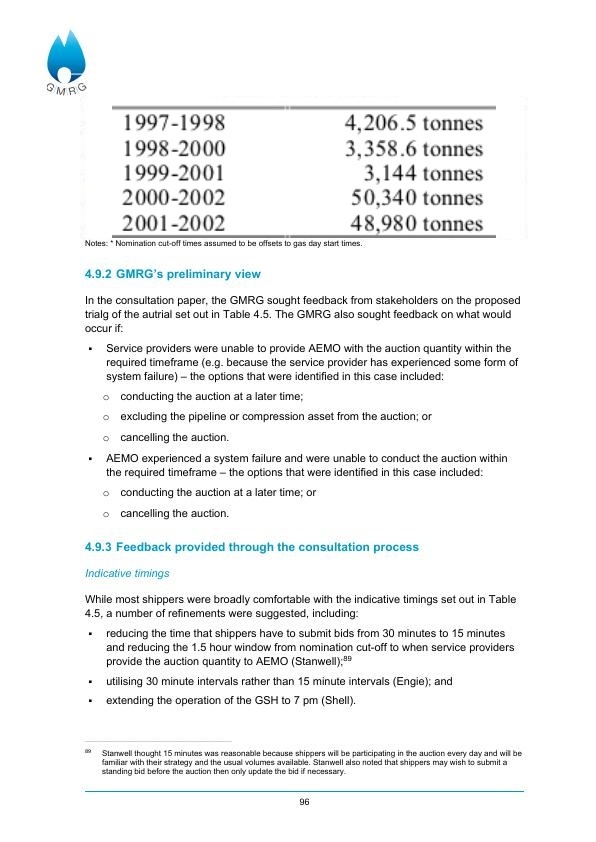 GMRG
1997-1998 4,206.5 tonnes
1998-2000 3,358.6 tonnes
1999-2001 3,144 tonnes
2000-2002 50,340 tonnes
2001-2002 48,980 tonnes
Notes: * Nomination cut-off times assumed to be offsets to gas day start times.
4.9.2 GMRG's preliminary view
In the consultation paper, the GMRG sought feedback from stakeholders on the proposed
trialg of the autrial set out in Table 4.5. The GMRG also sought feedback on what would
occur if:
▪ Service providers were unable to provide AEMO with the auction quantity within the
required timeframe (e.g. because the service provider has experienced some form of
system failure) – the options that were identified in this case included:
o conducting the auction at a later time;
o excluding the pipeline or compression asset from the auction; or
o cancelling the auction.
▪ AEMO experienced a system failure and were unable to conduct the auction within
the required timeframe – the options that were identified in this case included:
o conducting the auction at a later time; or
o cancelling the auction.
4.9.3 Feedback provided through the consultation process
Indicative timings
While most shippers were broadly comfortable with the indicative timings set out in Table
4.5, a number of refinements were suggested, including:
▪ reducing the time that shippers have to submit bids from 30 minutes to 15 minutes
and reducing the 1.5 hour window from nomination cut-off to when service providers
provide the auction quantity to AEMO (Stanwell);89
▪ utilising 30 minute intervals rather than 15 minute intervals (Engie); and
▪ extending the operation of the GSH to 7 pm (Shell).
89 Stanwell thought 15 minutes was reasonable because shippers will be participating in the auction every day and will be
familiar with their strategy and the usual volumes available. Stanwell also noted that shippers may wish to submit a
standing bid before the auction then only update the bid if necessary.
96